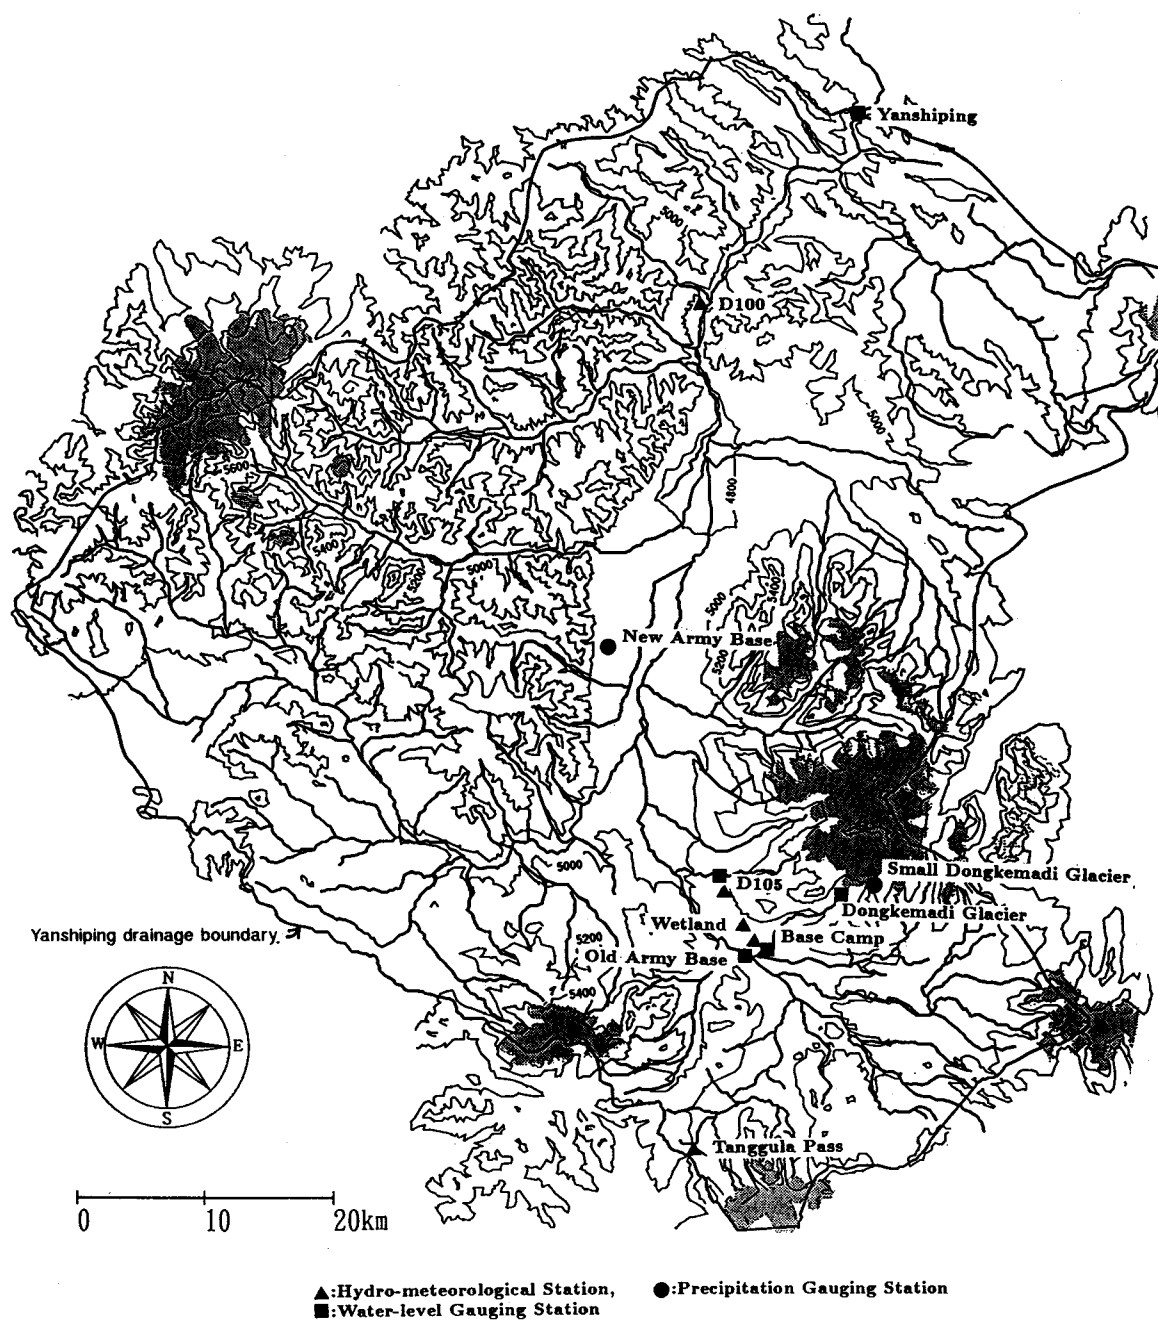 Yanshiping
5000
D100
5000
5600
4800
5400
5000
5200
5000
5400
New Army Base
5200
5000
Small Dongkemadi Glacier
D105
Dongkemadi Glacier
Wetland
Yanshiping drainage boundary
5200
Base Camp
Old Army Base
5400
N
W
E
S
Tanggula Pass
0 10 20km
▲:Hydro-meteorological Station, ●:Precipitation Gauging Station
■:Water-level Gauging Station